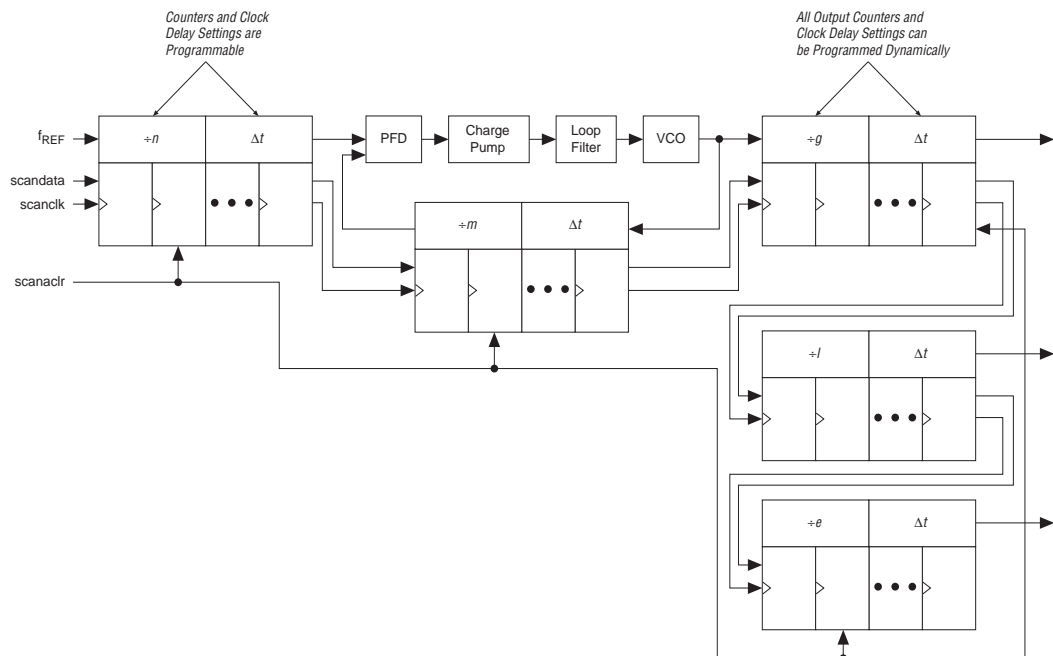 Counters and Clock
Delay Settings are
Programmable
All Output Counters and
Clock Delay Settings can
be Programmed Dynamically
fREF
÷n
Δt
PFD
Charge
Pump
Loop
Filter
VCO
÷g
Δt
scandata
scanclk
÷m
Δt
scanaclr
÷l
Δt
÷e
Δt